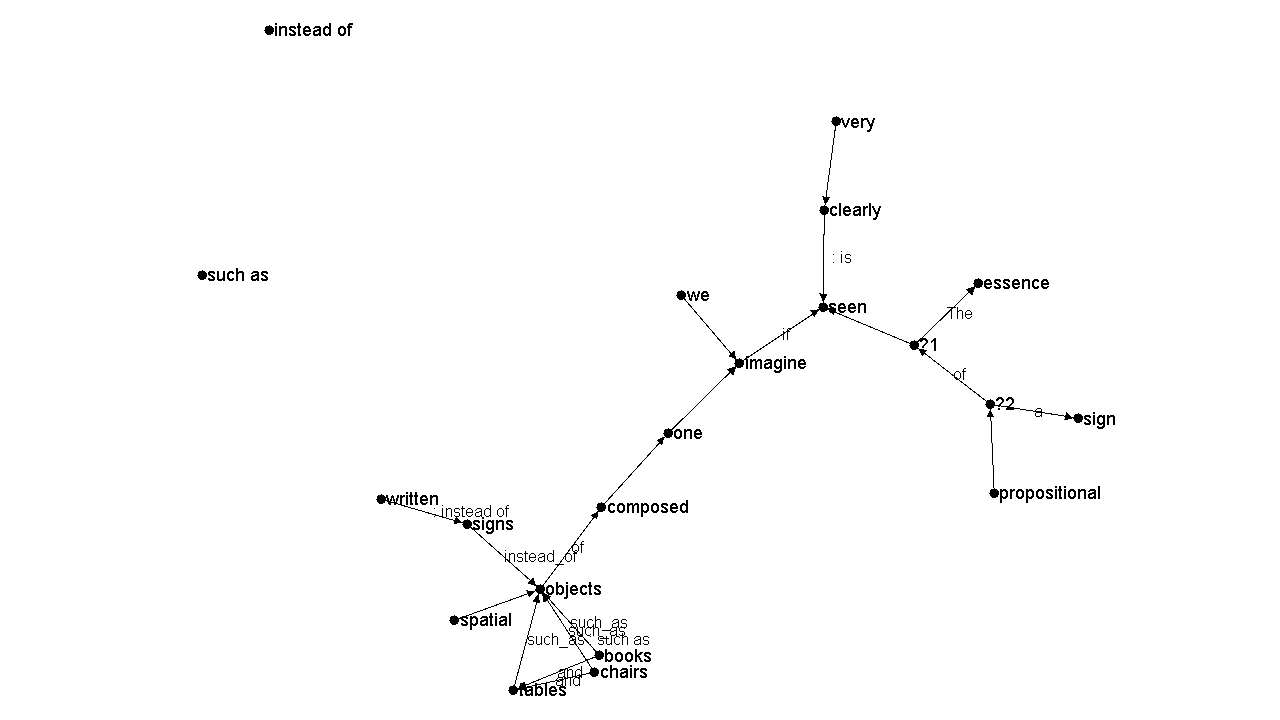 instead of
very
clearly
: is
such as
essence
we
seen
The
if
?1
imagine
of
?2
a
sign
one
propositional
written
: instead of
composed
signs
of
instead_of
objects
spatial
such_as
such_as
such_as
such as
books
and
chairs
and
tables